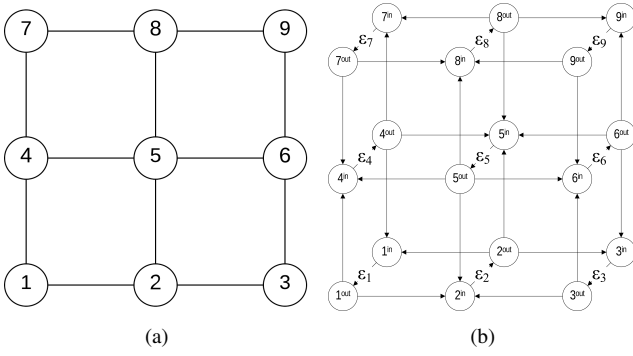 7 8 9
4 5 6
1 2 3
(a)
7in 8out 9in
ε7 ε8 ε9
7out 8in 9out
4out 5in 6out
ε4 ε5 ε6
4in 5out 6in
1in 2out 3in
ε1 ε2 ε3
1out 2in 3out
(b)